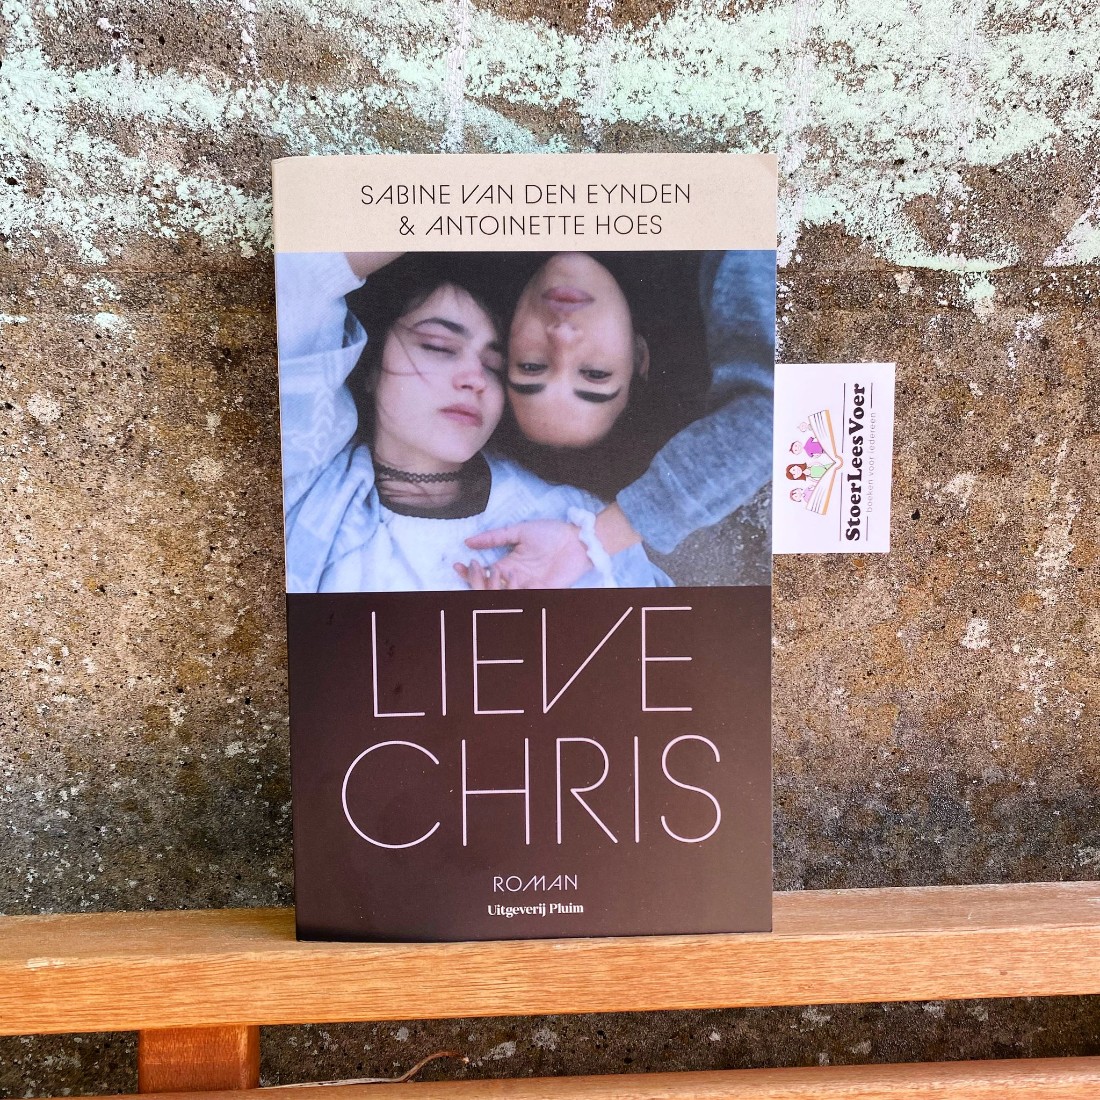 SABINE VAN DEN EYNDEN
& ANTOINETTE HOES
LIEVE
CHRIS
ROMAN
Uitgeverij Pluim
StoerLeesVoer
boeken voor iedereen